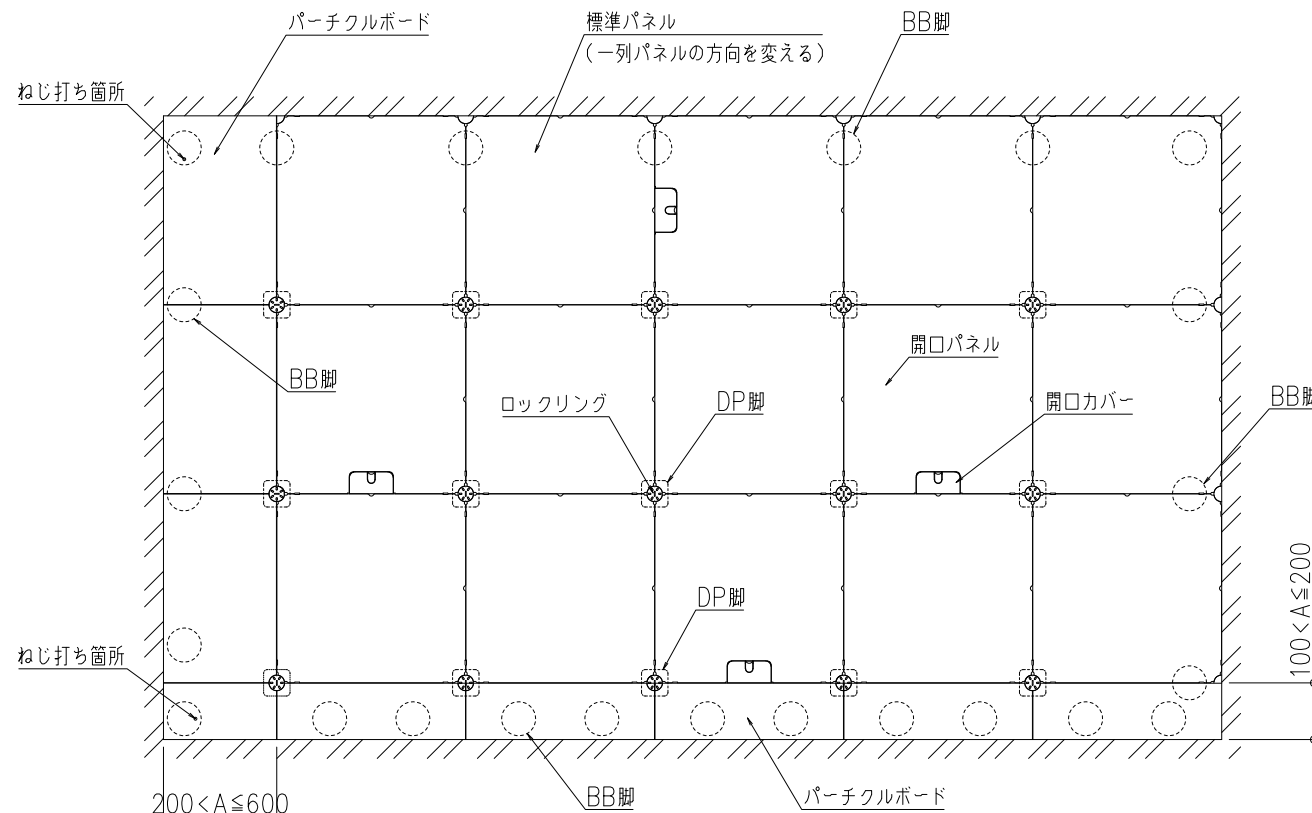 パーチクルボード
標準パネル
（一列パネルの方向を変える）
BB脚
ねじ打ち箇所
開口パネル
BB脚
ロックリング
DP脚
開口カバー
BB脚
100<A≦200
DP脚
ねじ打ち箇所
200<A≦600
BB脚
パーチクルボード